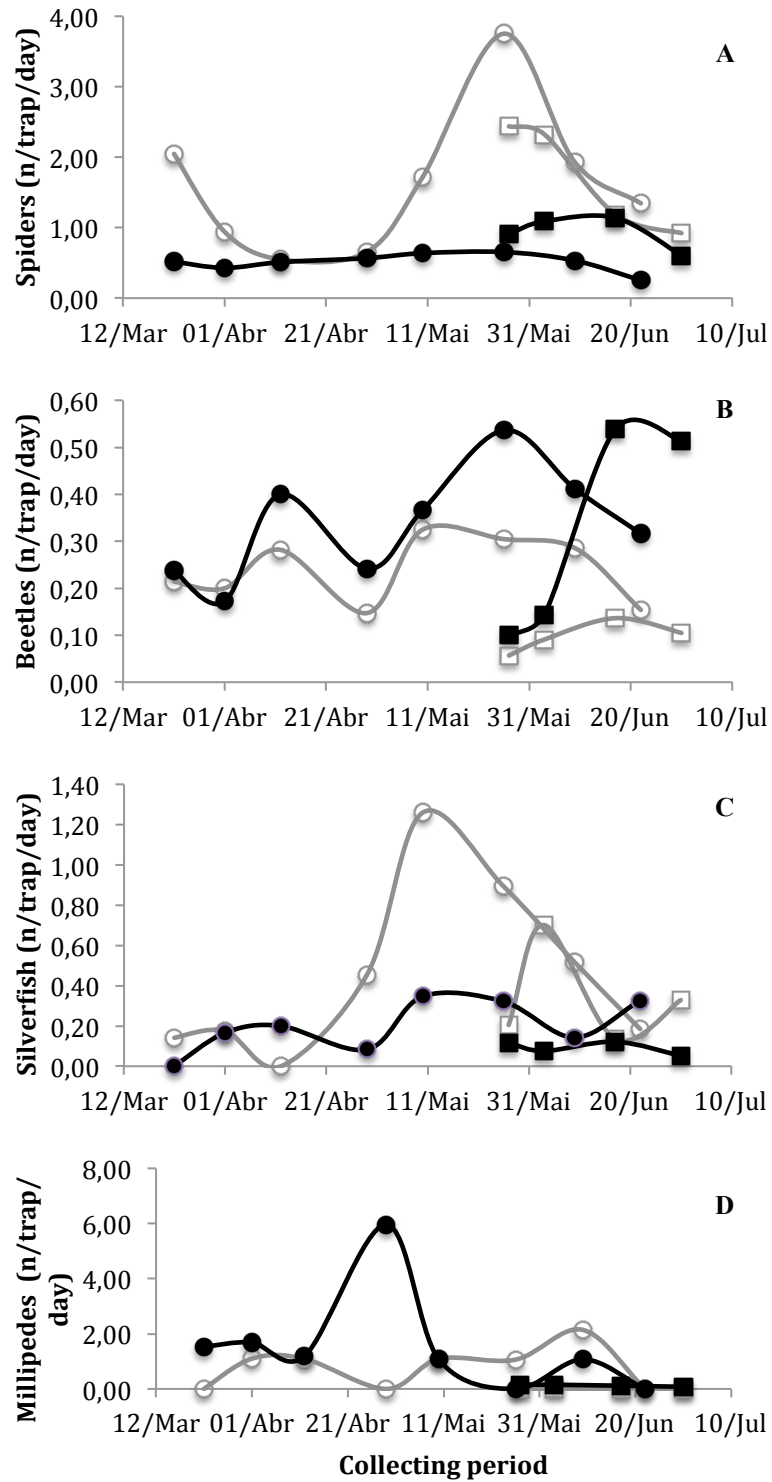 Spiders (n/trap/day)
4,00
3,00
2,00
1,00
0,00
A
12/Mar 01/Abr 21/Abr 11/Mai 31/Mai 20/Jun 10/Jul
Beetles (n/trap/day)
0,60
0,50
0,40
0,30
0,20
0,10
0,00
B
12/Mar 01/Abr 21/Abr 11/Mai 31/Mai 20/Jun 10/Jul
Silverfish (n/trap/day)
1,40
1,20
1,00
0,80
0,60
0,40
0,20
0,00
C
12/Mar 01/Abr 21/Abr 11/Mai 31/Mai 20/Jun 10/Jul
Millipedes (n/trap/
day)
8,00
6,00
4,00
2,00
0,00
D
12/Mar 01/Abr 21/Abr 11/Mai 31/Mai 20/Jun 10/Jul
Collecting period